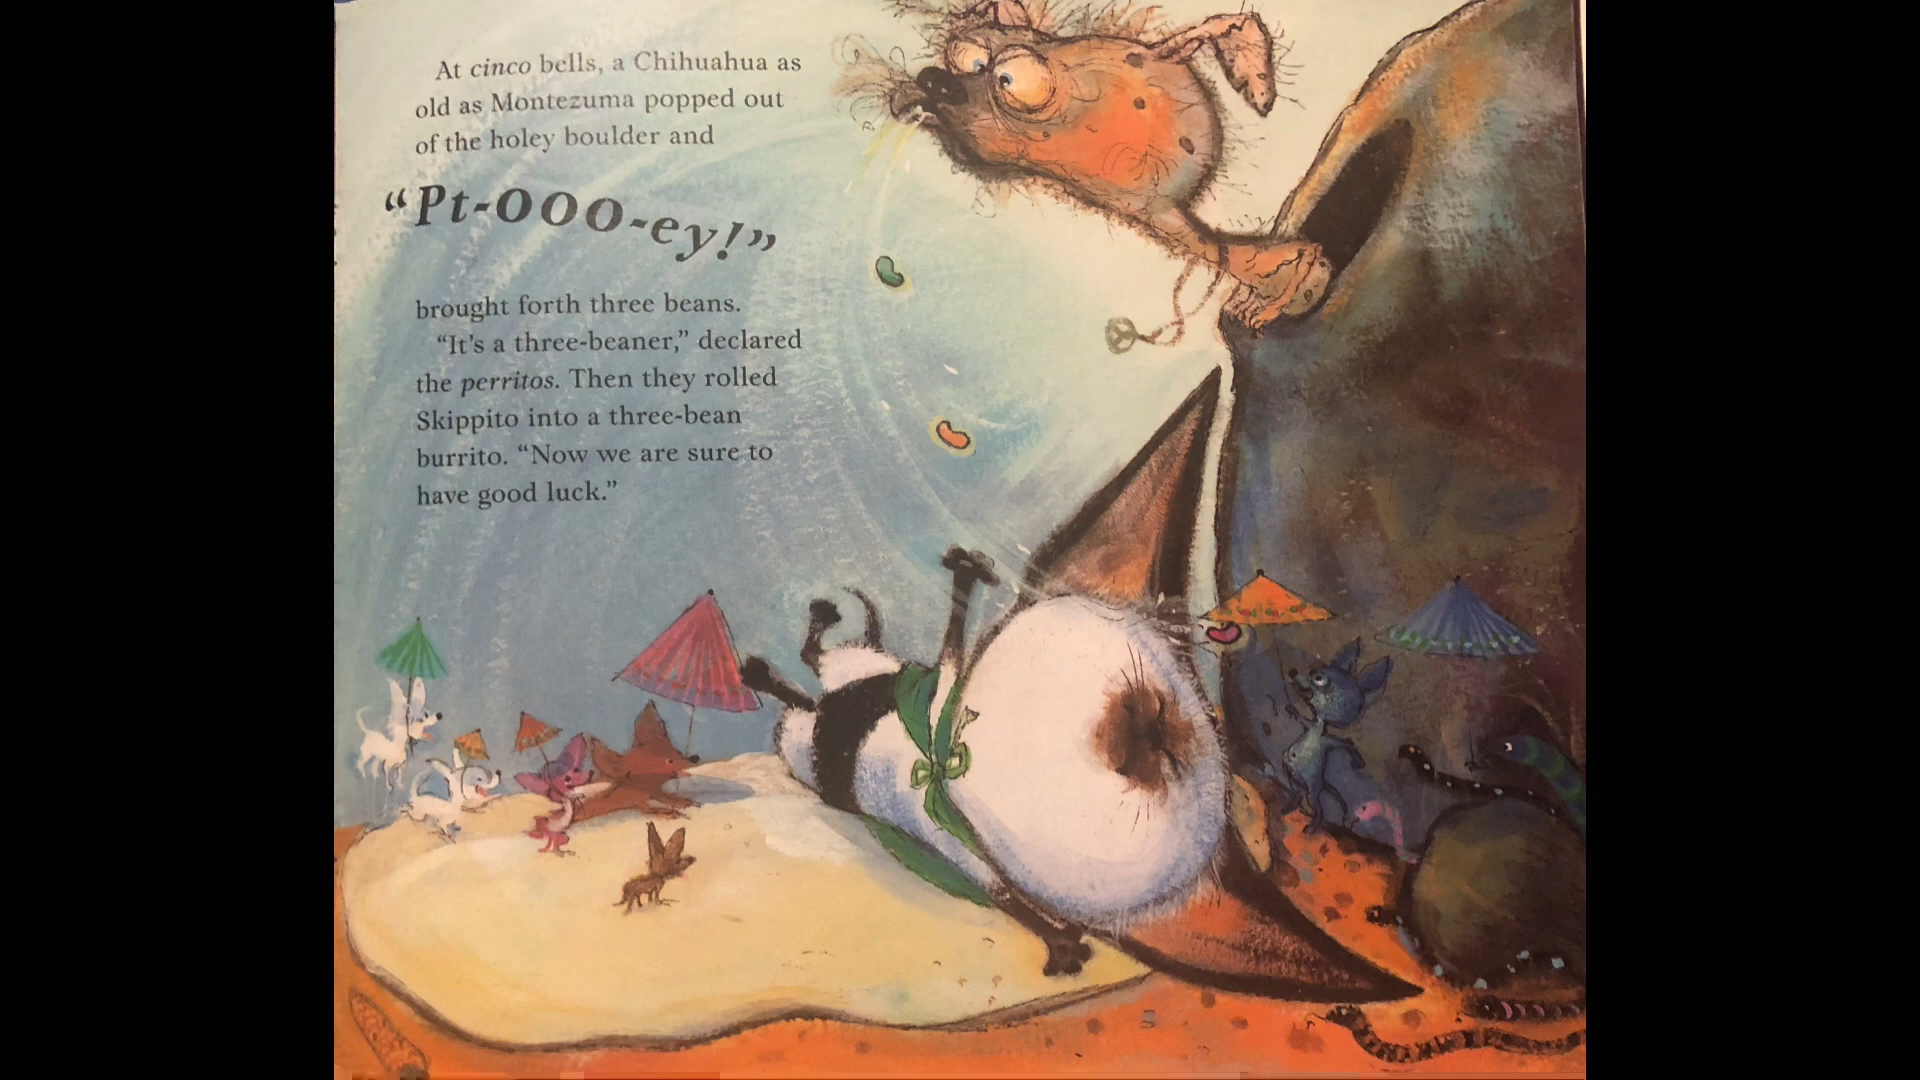 At cinco bells, a Chihuahua as
old as Montezuma popped out
of the holey boulder and
“Pt-OOO-ey!”
brought forth three beans.
“It’s a three-beaner,” declared
the perritos. Then they rolled
Skippito into a three-bean
burrito. “Now we are sure to
have good luck.”